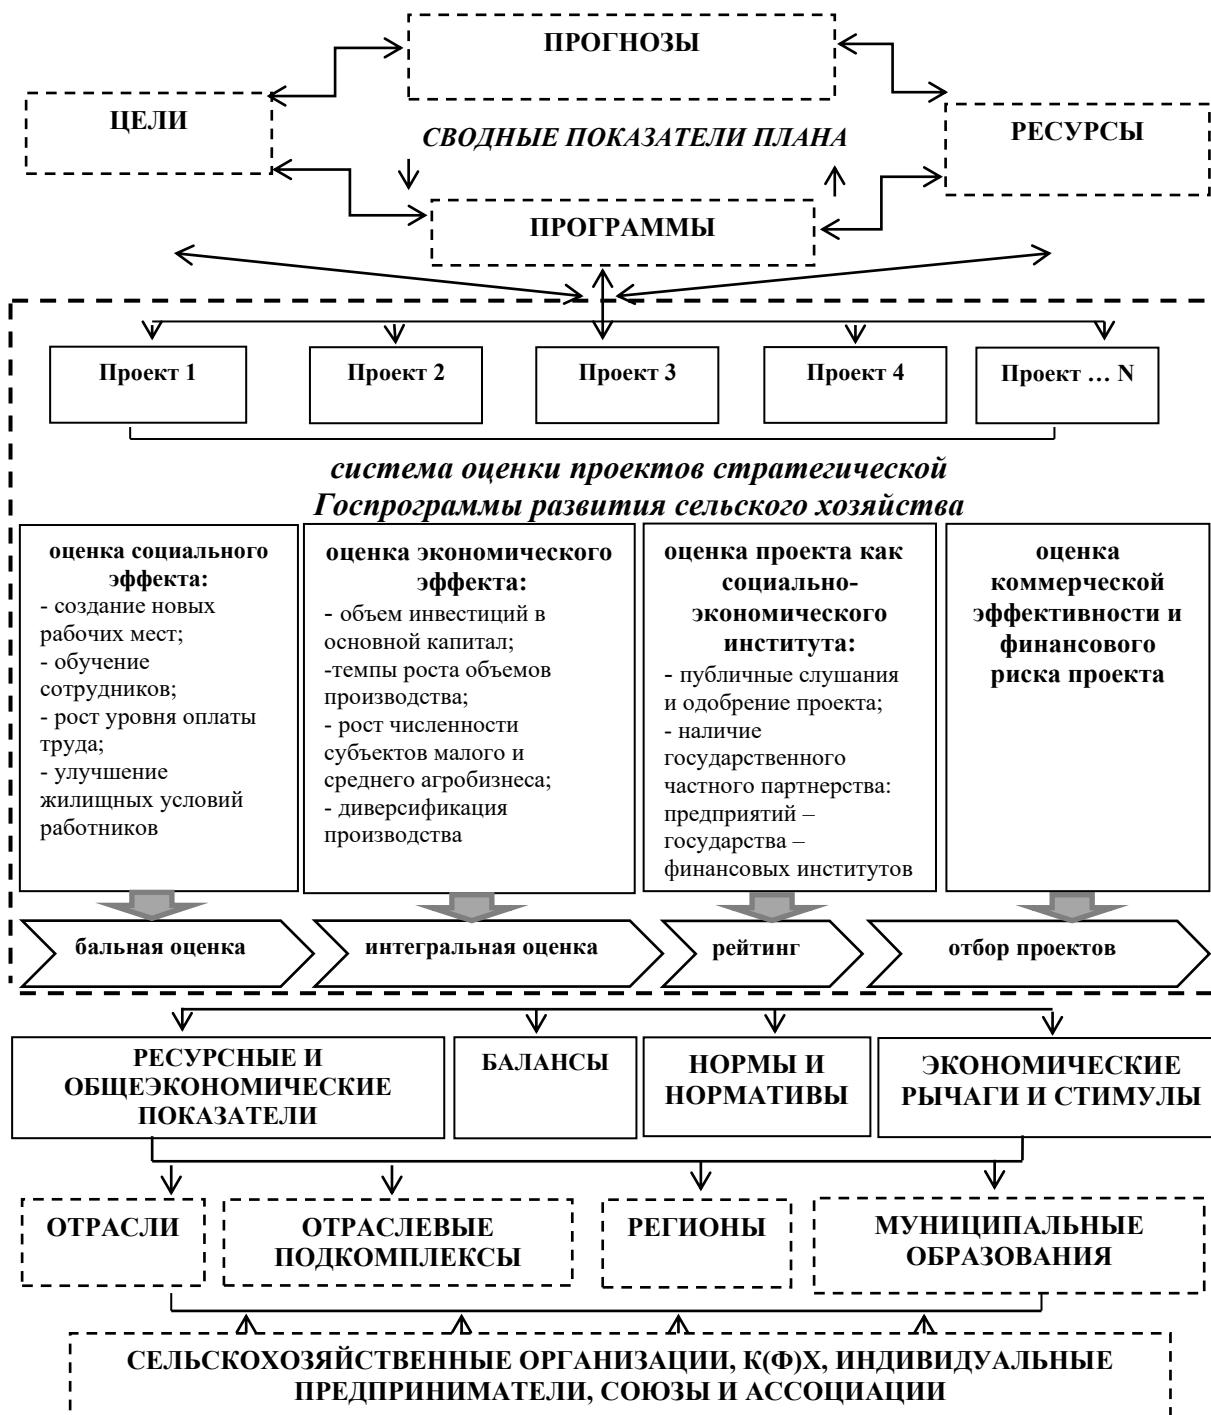 ПРОГНОЗЫ
ЦЕЛИ
РЕСУРСЫ
СВОДНЫЕ ПОКАЗАТЕЛИ ПЛАНА
ПРОГРАММЫ
Проект 1
Проект 2
Проект 3
Проект 4
Проект ... N
система оценки проектов стратегической
Госпрограммы развития сельского хозяйства
оценка социального
эффекта:
- создание новых
рабочих мест;
- обучение
сотрудников;
- рост уровня оплаты
труда;
- улучшение
жилищных условий
работников
оценка экономического
эффекта:
- объем инвестиций в
основной капитал;
-темпы роста объемов
производства;
- рост численности
субъектов малого и
среднего агробизнеса;
- диверсификация
производства
оценка проекта как
социально-
экономического
института:
- публичные слушания
и одобрение проекта;
- наличие
государственного
частного партнерства:
предприятий –
государства –
финансовых институтов
оценка
коммерческой
эффективности и
финансового
риска проекта
бальная оценка
интегральная оценка
рейтинг
отбор проектов
РЕСУРСНЫЕ И
ОБЩЕЭКОНОМИЧЕСКИЕ
ПОКАЗАТЕЛИ
БАЛАНСЫ
НОРМЫ И
НОРМАТИВЫ
ЭКОНОМИЧЕСКИЕ
РЫЧАГИ И СТИМУЛЫ
ОТРАСЛИ
ОТРАСЛЕВЫЕ
ПОДКОМПЛЕКСЫ
РЕГИОНЫ
МУНИЦИПАЛЬНЫЕ
ОБРАЗОВАНИЯ
СЕЛЬСКОХОЗЯЙСТВЕННЫЕ ОРГАНИЗАЦИИ, К(Ф)Х, ИНДИВИДУАЛЬНЫЕ
ПРЕДПРИНИМАТЕЛИ, СОЮЗЫ И АССОЦИАЦИИ